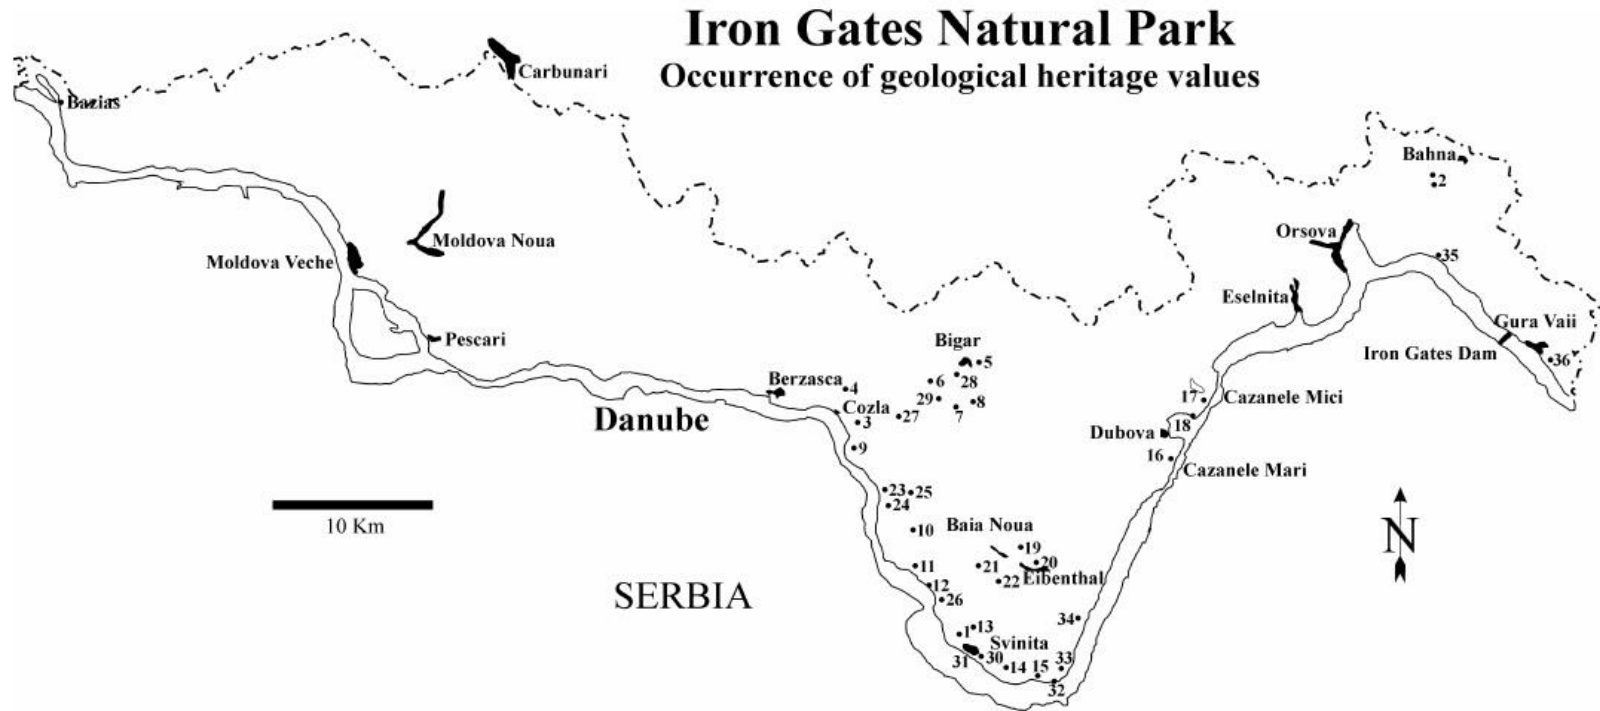 Iron Gates Natural Park
Occurrence of geological heritage values
Carbunari
Bazias
Bahna
2
Moldova Noua
Moldova Veche
Orsova
35
Eselnita
Gura Vaii
Iron Gates Dam
36
Pescari
Bigar
5
6
28
29
8
7
27
Berzasca
4
Cozla
3
9
Danube
17
Cazanele Mici
18
Dubova
16
Cazanele Mari
10 Km
23
25
24
10
Baia Noua
19
20
21
22
Eibenthal
11
12
26
N
SERBIA
34
1
13
Svinita
31
30
14
15
33
32